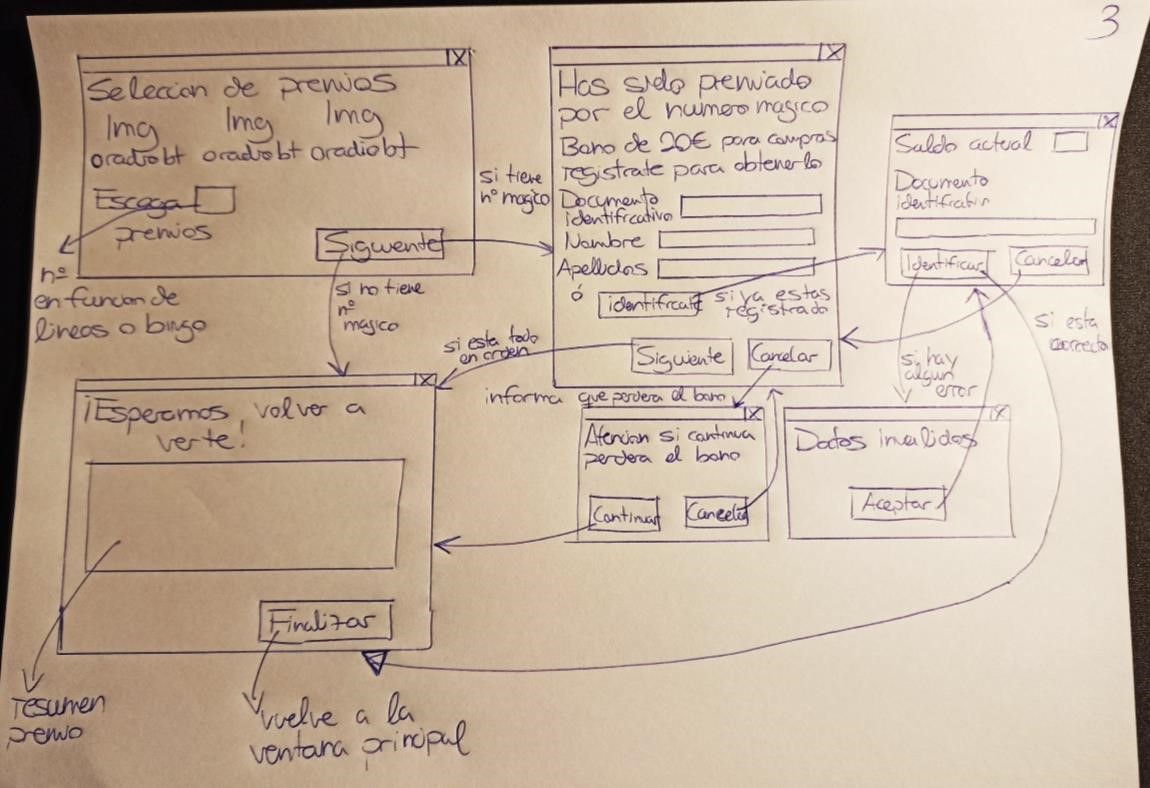 3
X
Seleccion de premios
Img Img Img
oradiobt oradiobt oradiobt
Escoga
premios
Siguiente
nº
en funcion de
lineas o bingo
si tiene
nº magico
si no tiene
nº
magico
X
Has sido premiado
por el numero magico
Bono de 20€ para compras
registrate para obtenerlo
Documento
identificativo
Nombre
Apellidos
ó
identificate
si ya estas
registrado
Siguiente
Cancelar
X
Saldo actual
Documento
identificativ
Identificar
Cancelar
si esta
correcto
si hay
algun
error
si esta todo
en orden
informa que perdera el bono
X
¡Esperamos volver a
verte!
Finalizar
resumen
premio
vuelve a la
ventana principal
X
Atencion si continua
perdera el bono
Continuar
Cancelar
X
Datos invalidos
Aceptar